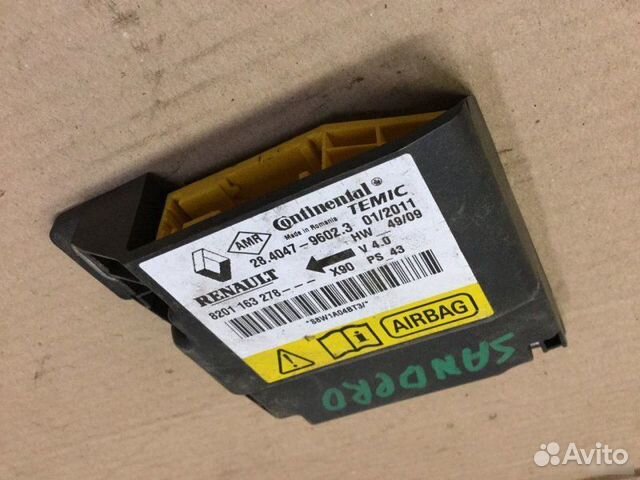 Continental
TEMIC
Made in Romania
AMR
28.4047-9602.3 01/2011
HW 49/09
V 4.0
RENAULT
X90 PS 43
8201 163 278---
*S8W1A04BT3/*
AIRBAG
SANDERO
Avito